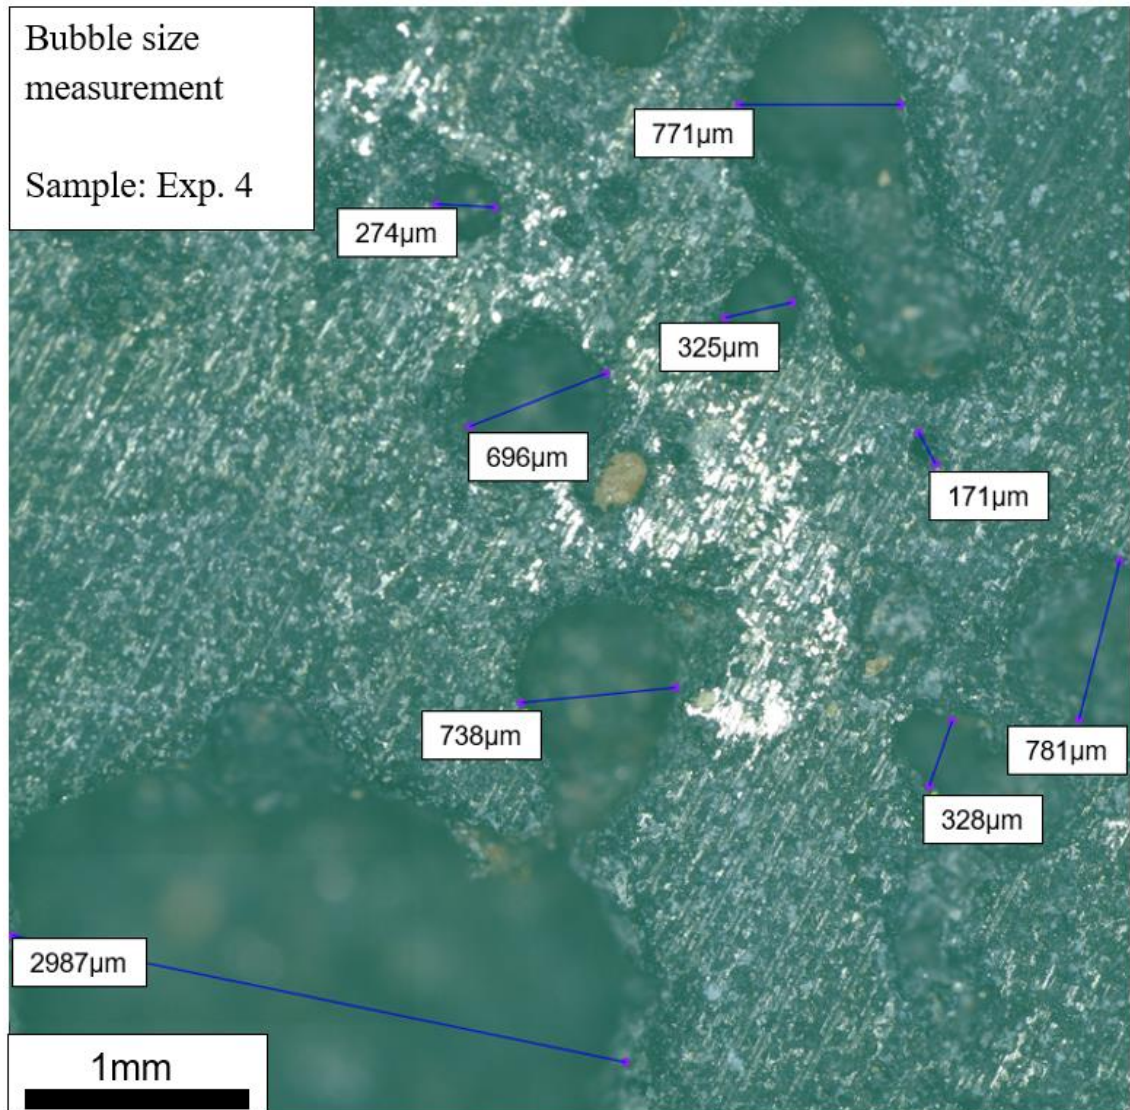 Bubble size
measurement
Sample: Exp. 4
771µm
274µm
325µm
696µm
171µm
738µm
781µm
328µm
2987µm
1mm